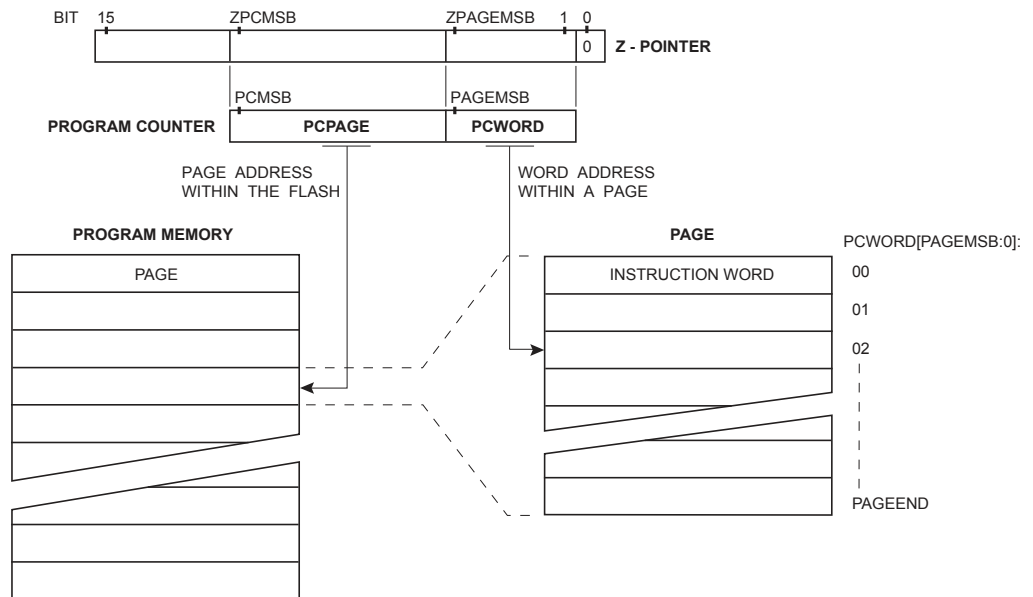 BIT 15 ZPCMSB ZPAGEMSB 1 0
0 Z - POINTER
PCMSB PAGEMSB
PROGRAM COUNTER PCPAGE PCWORD
PAGE ADDRESS
WITHIN THE FLASH
WORD ADDRESS
WITHIN A PAGE
PROGRAM MEMORY
PAGE
PAGE
PCWORD[PAGEMSB:0]:
INSTRUCTION WORD
00
01
02
PAGEEND